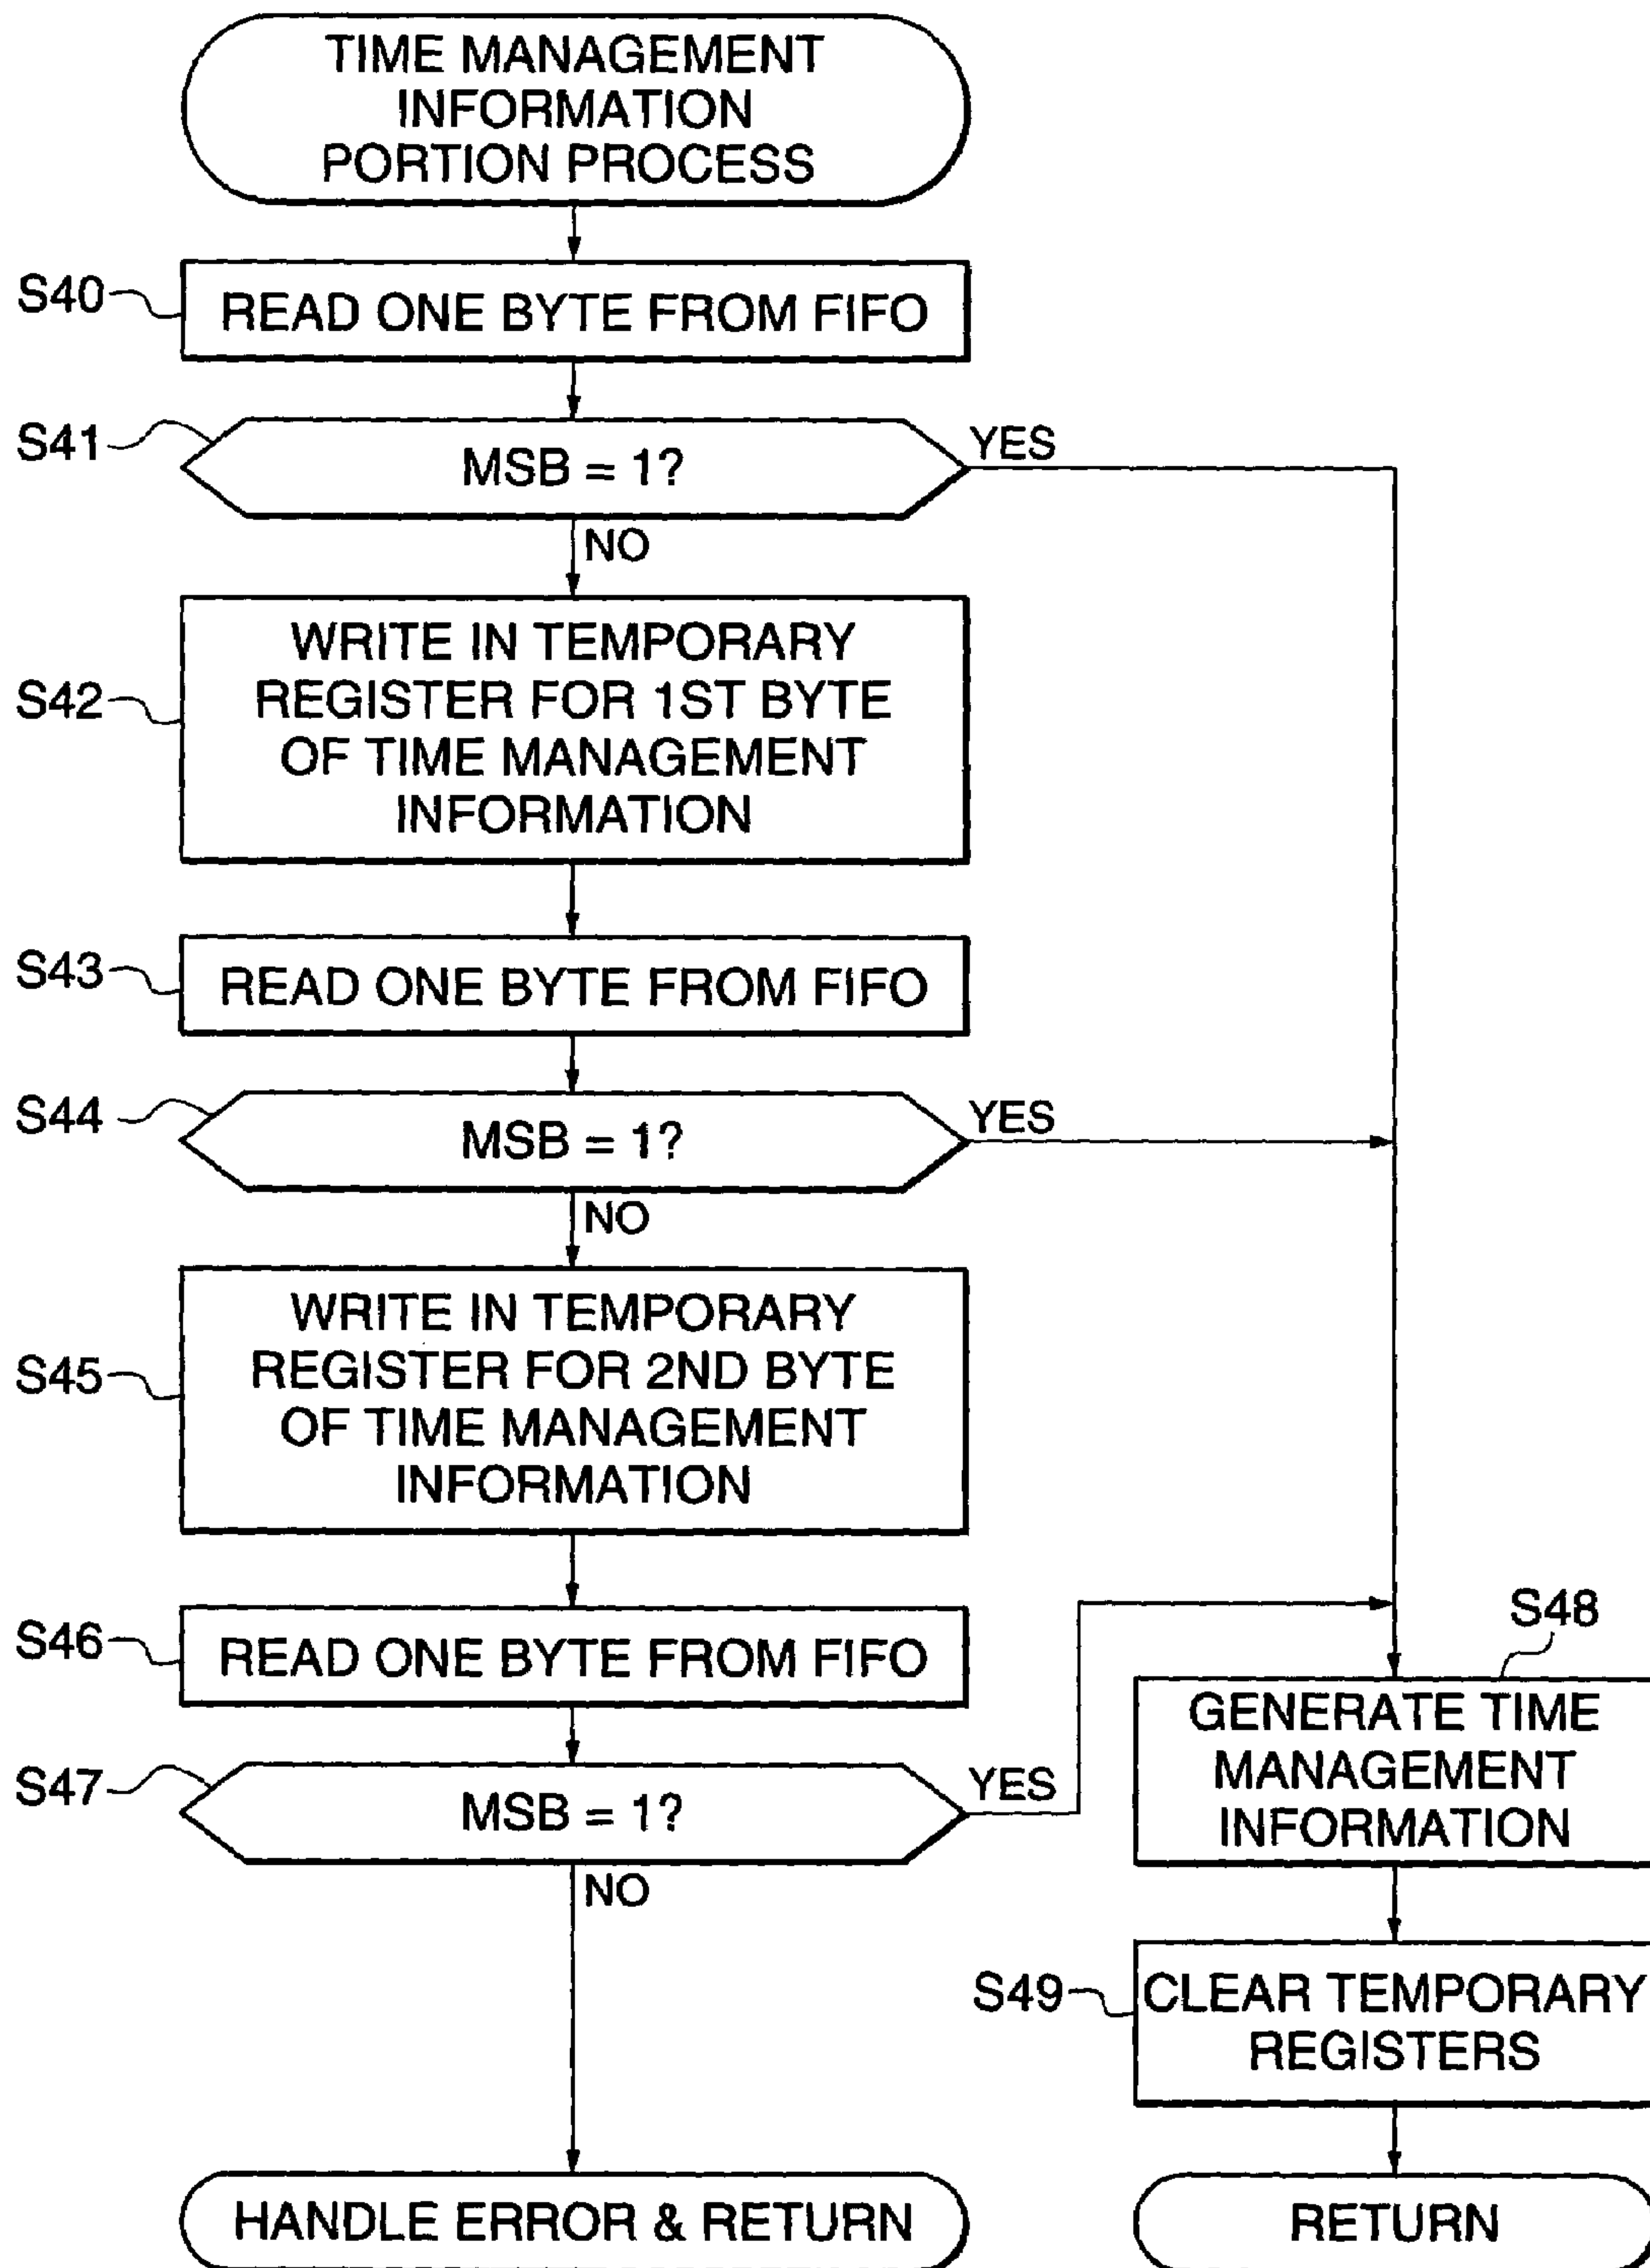 TIME MANAGEMENT
INFORMATION
PORTION PROCESS
S40
READ ONE BYTE FROM FIFO
S41
MSB = 1?
YES
NO
S42
WRITE IN TEMPORARY
REGISTER FOR 1ST BYTE
OF TIME MANAGEMENT
INFORMATION
S43
READ ONE BYTE FROM FIFO
S44
MSB = 1?
YES
NO
S45
WRITE IN TEMPORARY
REGISTER FOR 2ND BYTE
OF TIME MANAGEMENT
INFORMATION
S46
READ ONE BYTE FROM FIFO
S47
MSB = 1?
YES
NO
HANDLE ERROR & RETURN
S48
GENERATE TIME
MANAGEMENT
INFORMATION
S49
CLEAR TEMPORARY
REGISTERS
RETURN